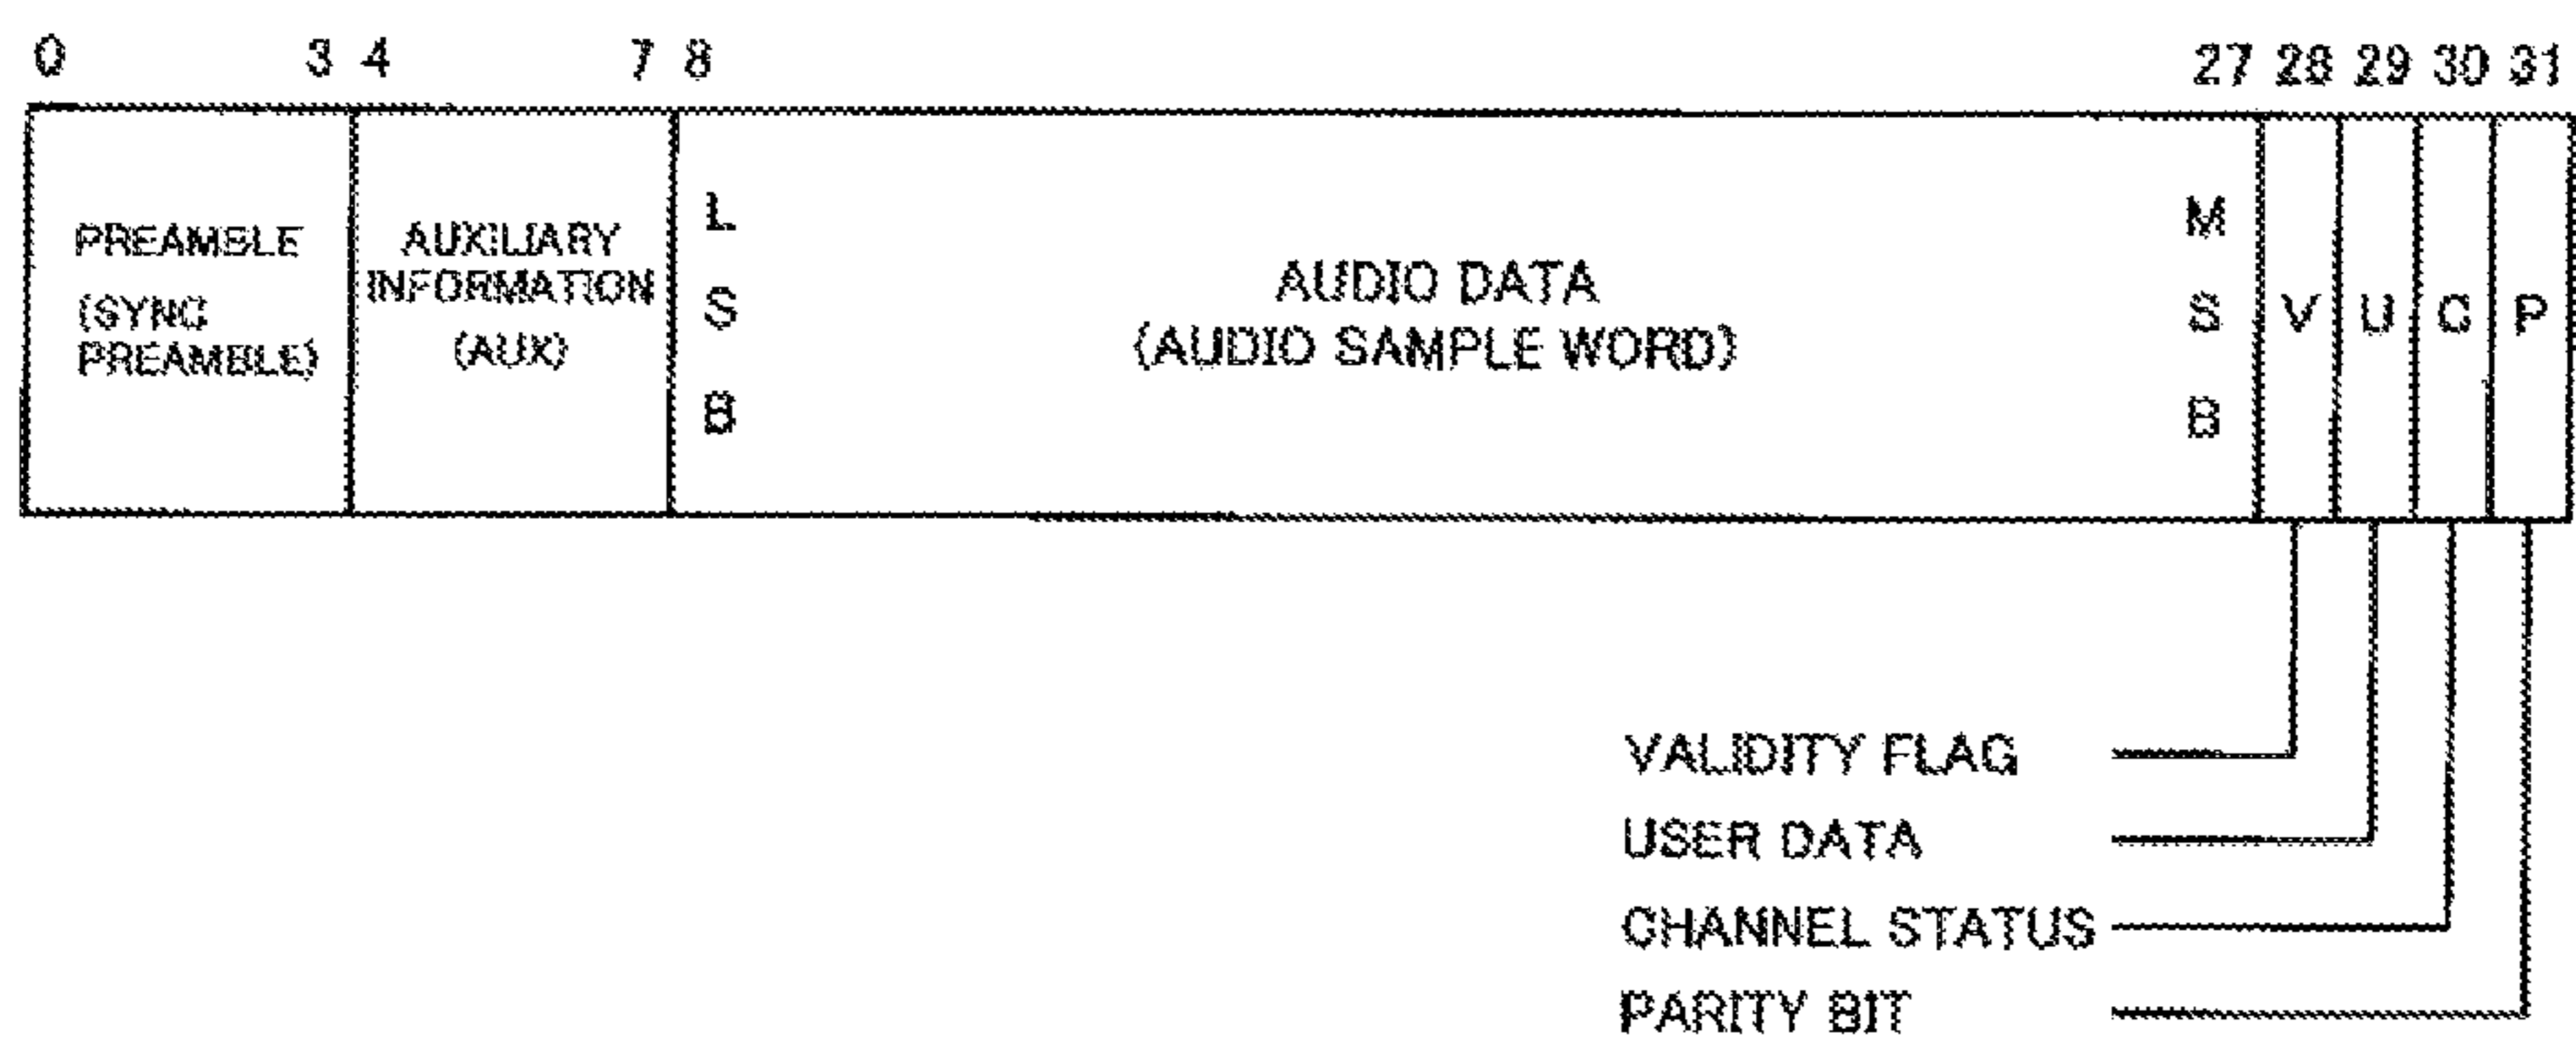 0 3 4 7 8 27 28 29 30 31
PREAMBLE
(SYNC
PREAMBLE)
AUXILIARY
INFORMATION
(AUX)
L
S
B
AUDIO DATA
(AUDIO SAMPLE WORD)
M
S
B
V U C P
VALIDITY FLAG
USER DATA
CHANNEL STATUS
PARITY BIT